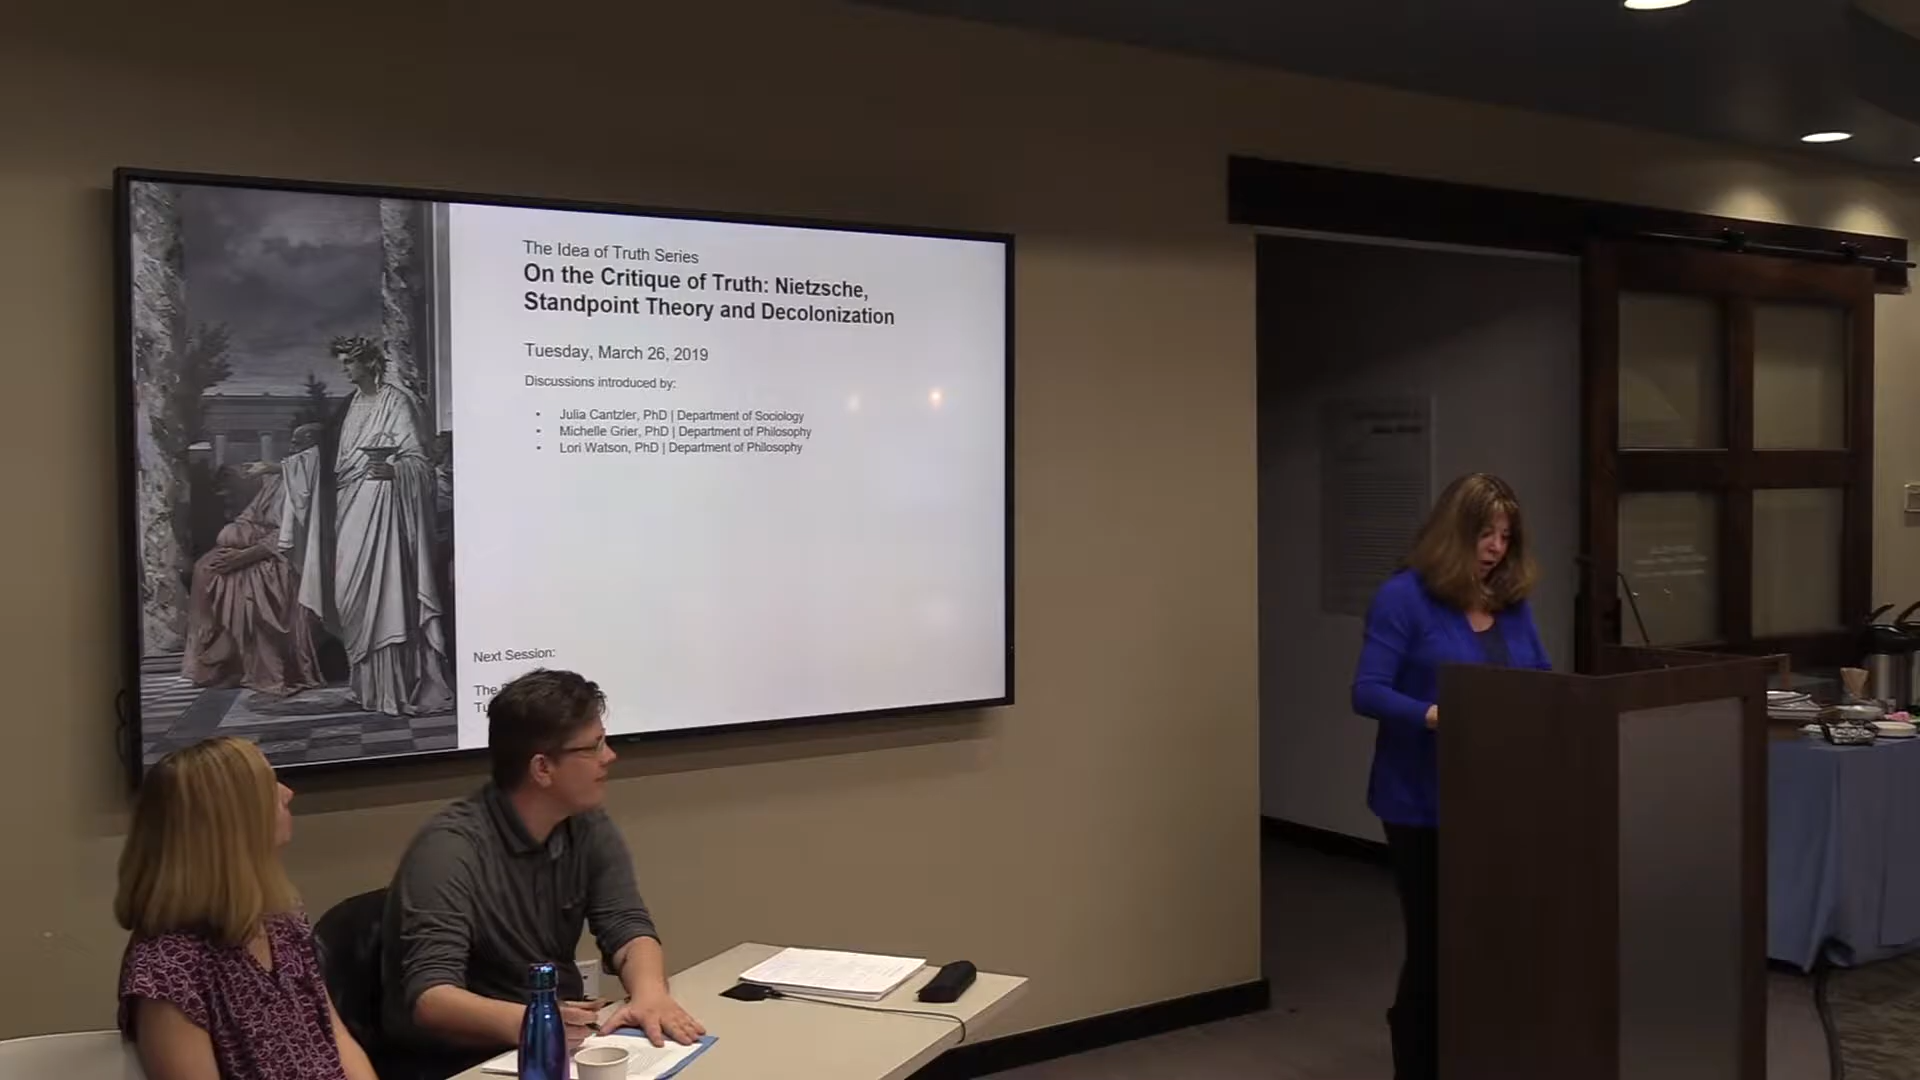 The Idea of Truth Series
On the Critique of Truth: Nietzsche,
Standpoint Theory and Decolonization
Tuesday, March 26, 2019
Discussions introduced by:
• Julia Cantzler, PhD | Department of Sociology
• Michelle Grier, PhD | Department of Philosophy
• Lori Watson, PhD | Department of Philosophy
Next Session:
The
Tu